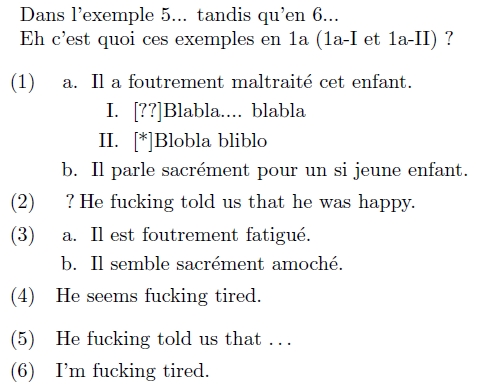 Dans l'exemple 5... tandis qu'en 6...
Eh c'est quoi ces exemples en 1a (1a-I et 1a-II) ?
(1) a. Il a foutrement maltraité cet enfant.
I. [??]Blabla.... blabla
II. [*]Blobla bliblo
b. Il parle sacrément pour un si jeune enfant.
(2) ? He fucking told us that he was happy.
(3) a. Il est foutrement fatigué.
b. Il semble sacrément amoché.
(4) He seems fucking tired.
(5) He fucking told us that ...
(6) I'm fucking tired.